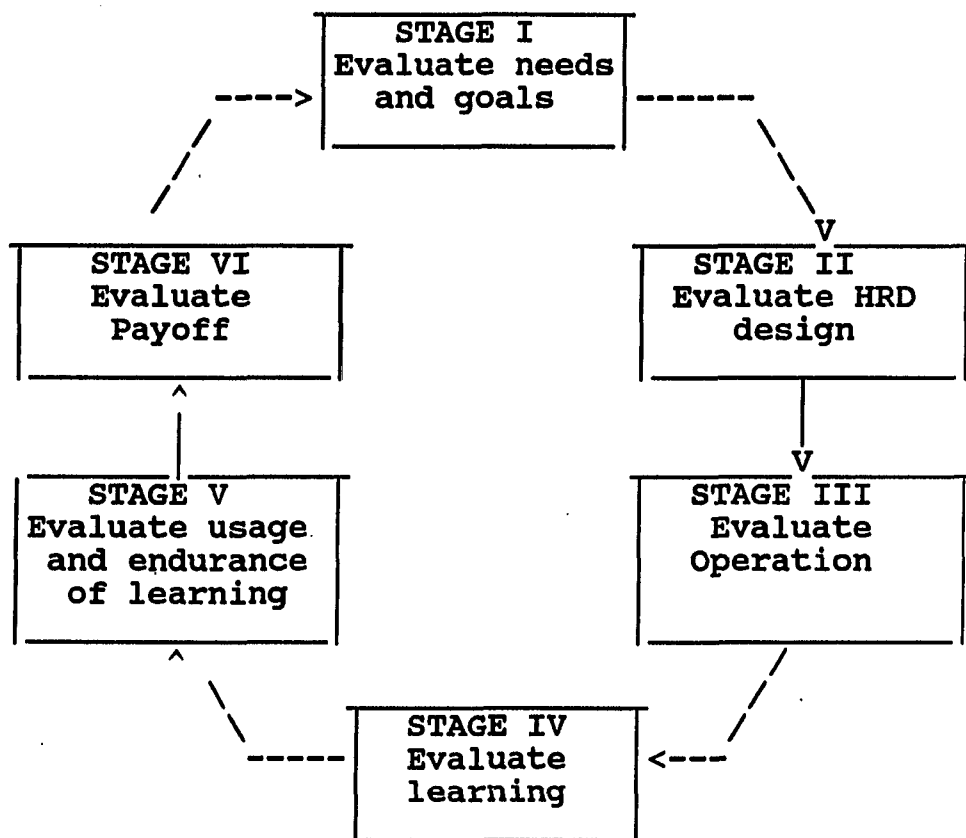 STAGE I
Evaluate needs
and goals
STAGE VI
Evaluate
Payoff
STAGE II
Evaluate HRD
design
STAGE V
Evaluate usage
and endurance
of learning
STAGE III
Evaluate
Operation
STAGE IV
Evaluate
learning